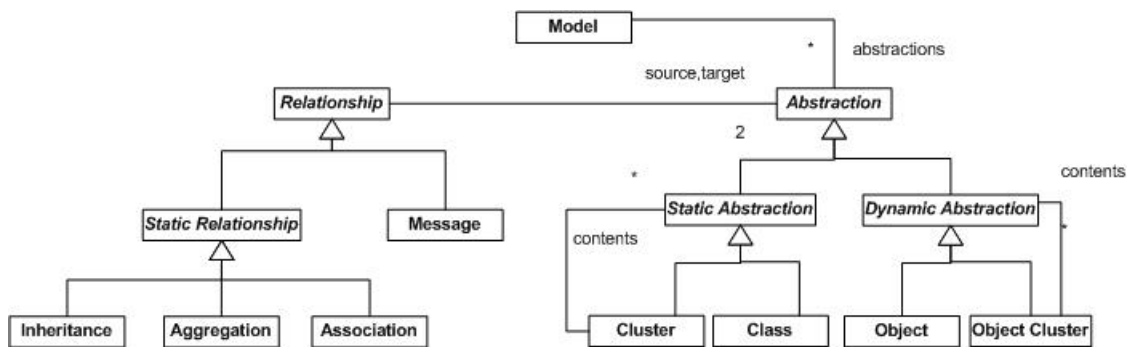 Model
* abstractions
source,target
Relationship
Abstraction
2
contents
*
Static Relationship
Message
Static Abstraction
Dynamic Abstraction
contents
*
Inheritance
Aggregation
Association
Cluster
Class
Object
Object Cluster